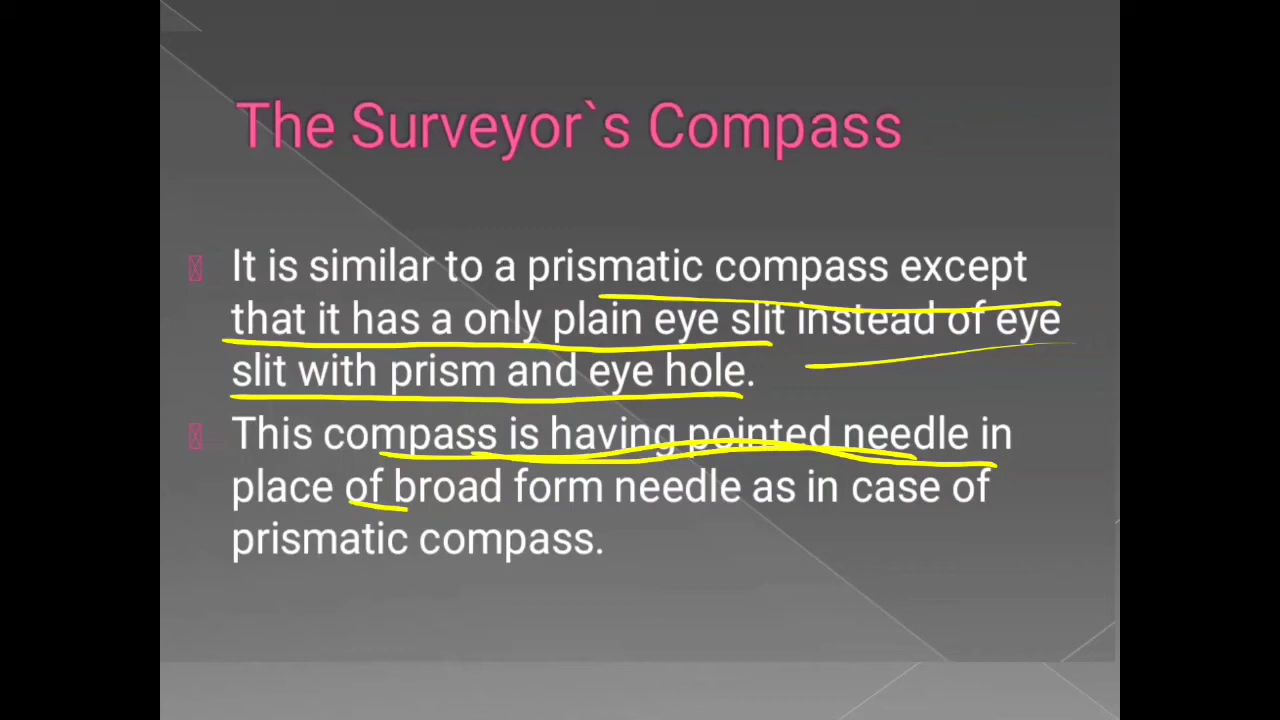 The Surveyor`s Compass
It is similar to a prismatic compass except
that it has a only plain eye slit instead of eye
slit with prism and eye hole.
This compass is having pointed needle in
place of broad form needle as in case of
prismatic compass.